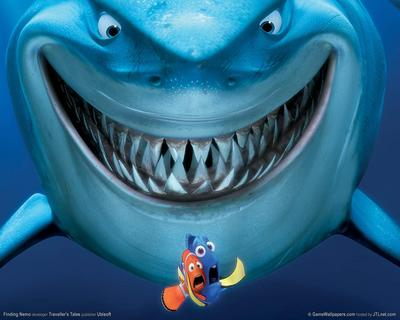 Finding Nemo developer Traveller's Tales publisher Ubisoft
© GameWallpapers.com hosted by JTLnet.com